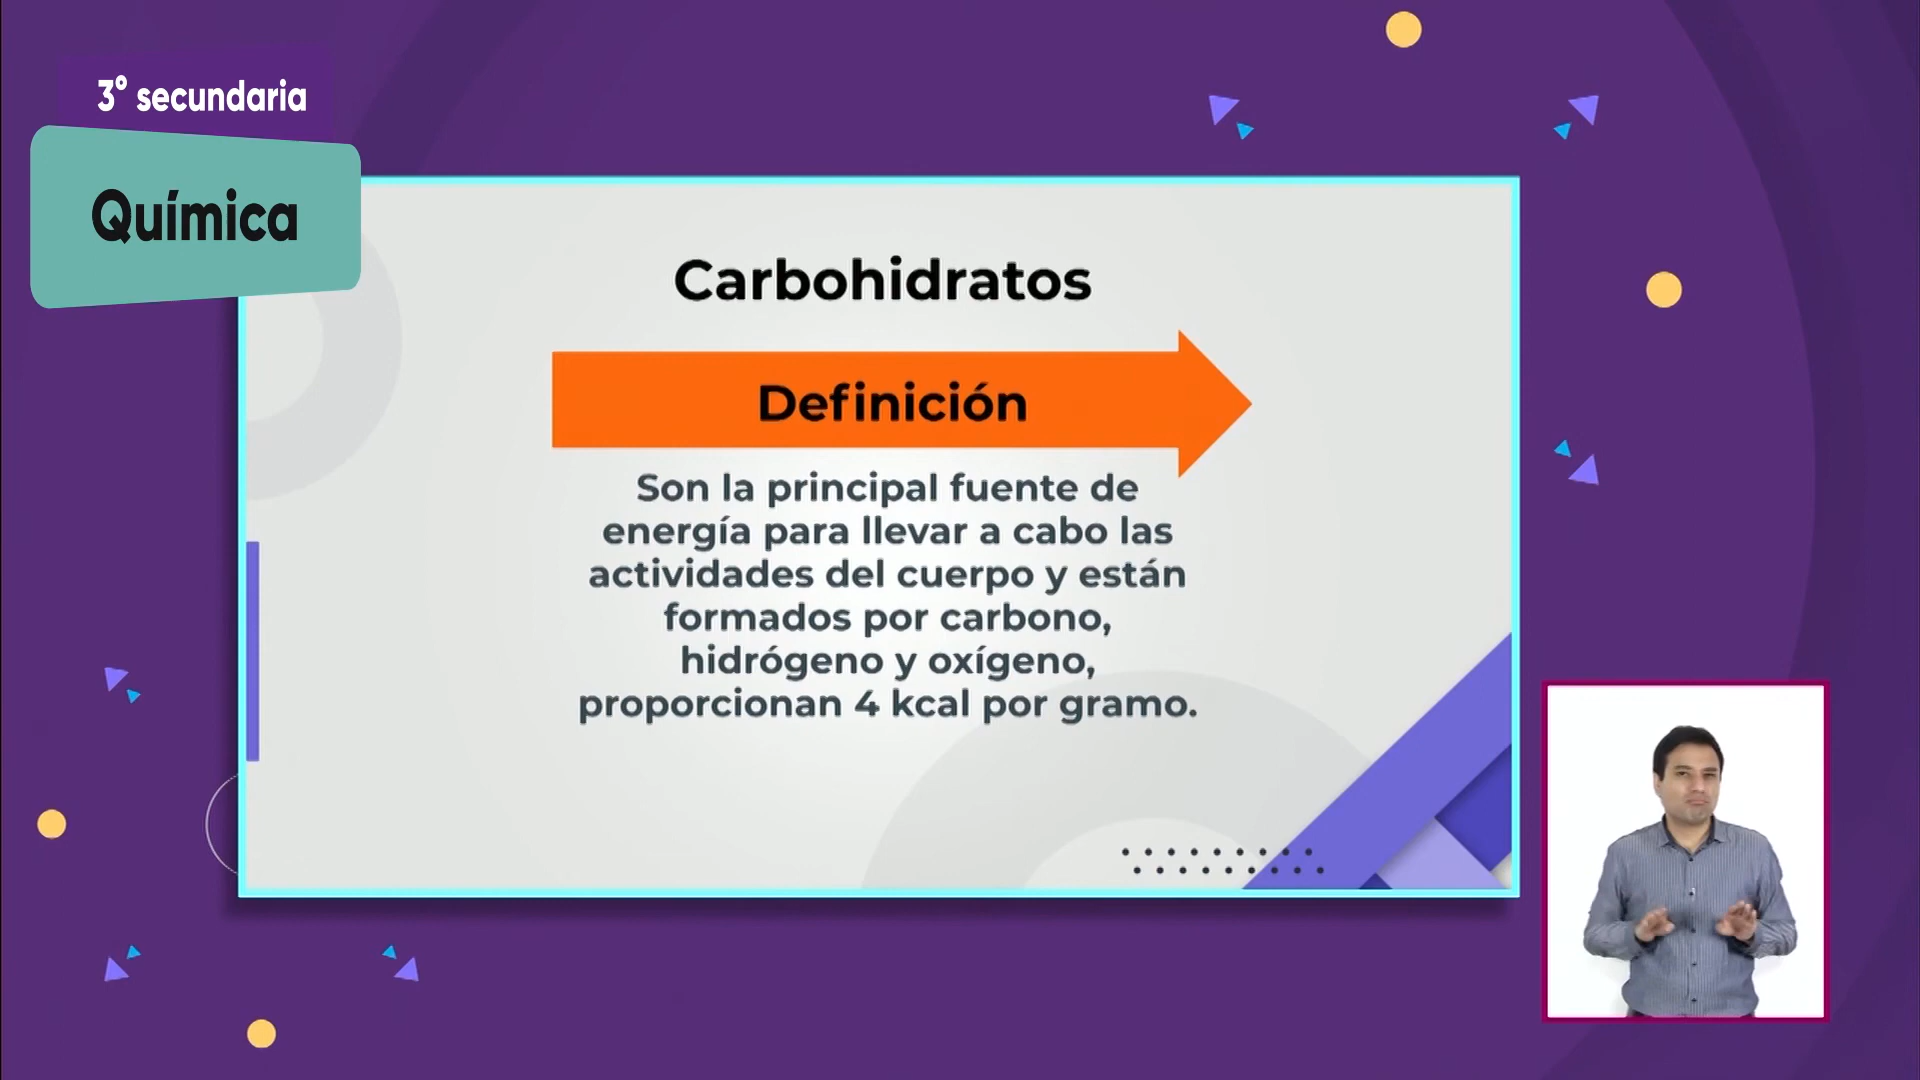 3° secundaria
Química
Carbohidratos
Definición
Son la principal fuente de
energía para llevar a cabo las
actividades del cuerpo y están
formados por carbono,
hidrógeno y oxígeno,
proporcionan 4 kcal por gramo.